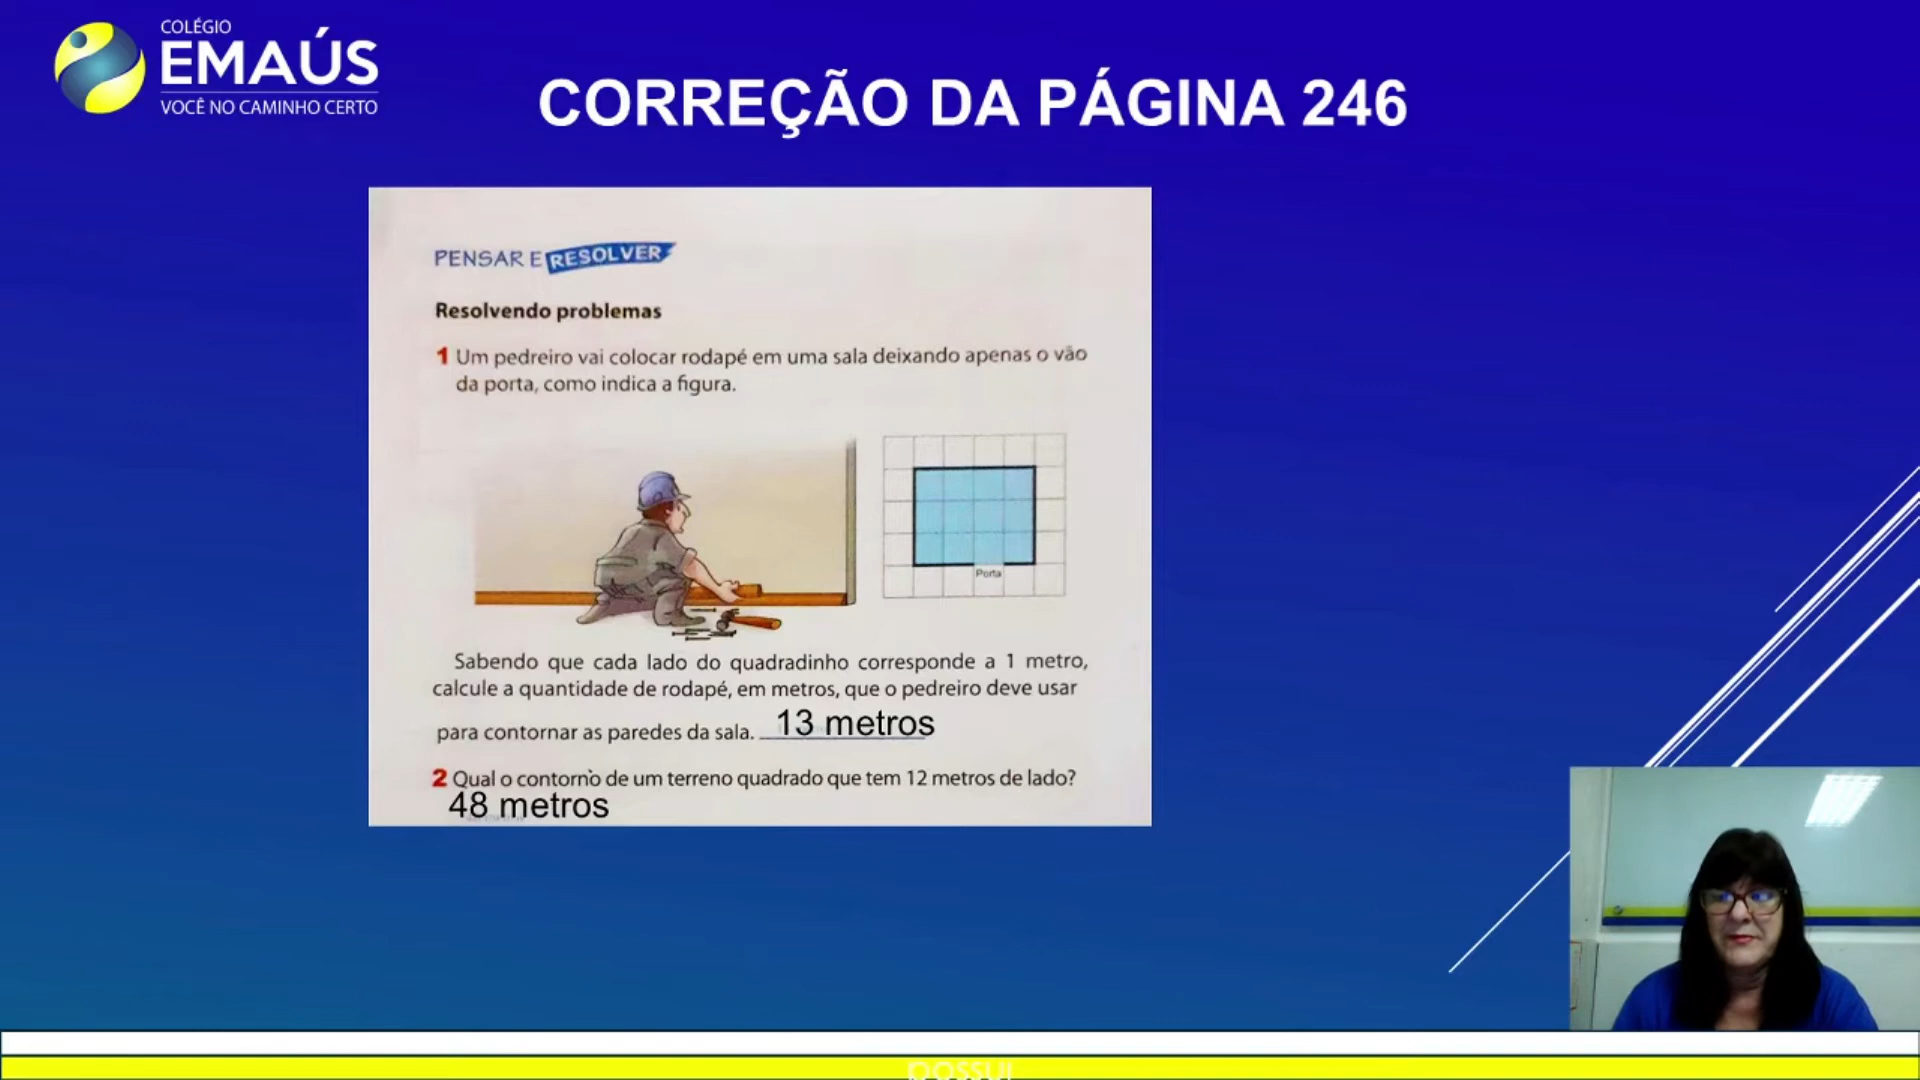 COLÉGIO
EMAÚS
VOCÊ NO CAMINHO CERTO
CORREÇÃO DA PÁGINA 246
PENSAR E RESOLVER
Resolvendo problemas
1 Um pedreiro vai colocar rodapé em uma sala deixando apenas o vão
da porta, como indica a figura.
Porta
Sabendo que cada lado do quadradinho corresponde a 1 metro,
calcule a quantidade de rodapé, em metros, que o pedreiro deve usar
para contornar as paredes da sala. 13 metros
2 Qual o contorno de um terreno quadrado que tem 12 metros de lado?
48 metros
possui